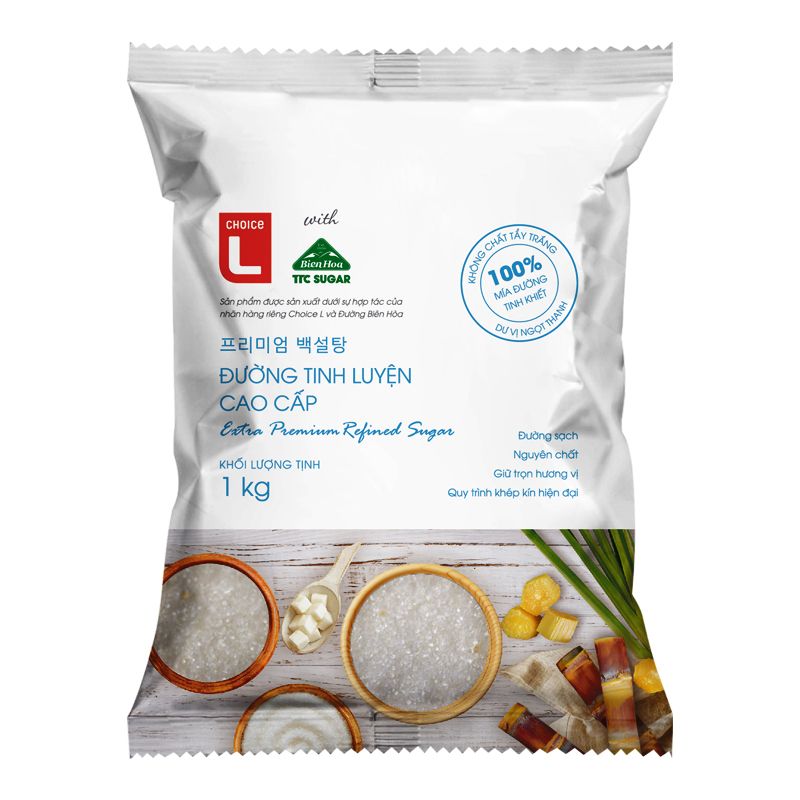 CHOICE
L
with
Biên Hòa
TTC SUGAR
Sản phẩm được sản xuất dưới sự hợp tác của
nhãn hàng riêng Choice L và Đường Biên Hòa
KHÔNG CHẤT TẨY TRẮNG
100%
MÍA ĐƯỜNG
TINH KHIẾT
DƯ VỊ NGỌT THANH
프리미엄 백설탕
ĐƯỜNG TINH LUYỆN
CAO CẤP
Extra Premium Refined Sugar
KHỐI LƯỢNG TỊNH
1 kg
Đường sạch
Nguyên chất
Giữ trọn hương vị
Quy trình khép kín hiện đại